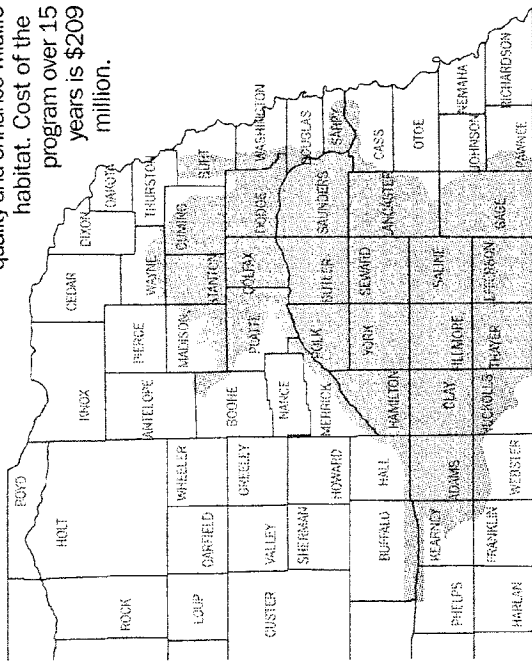 quality and enhance wildlife
habitat. Cost of the
program over 15
years is $209
million.
BOYD
HOLT
KNOX
CEDAR
DIXON
DAKOTA
ROCK
ANTELOPE
PIERCE
WAYNE
THURSTON
LOUP
GARFIELD
WHEELER
BOONE
MADISON
STANTON
CUMING
BURT
CUSTER
VALLEY
GREELEY
NANCE
PLATTE
COLFAX
DODGE
WASHINGTON
SHERMAN
HOWARD
MERRICK
POLK
BUTLER
SAUNDERS
DOUGLAS
SARPY
BUFFALO
HALL
HAMILTON
YORK
SEWARD
LANCASTER
CASS
OTOE
PHELPS
KEARNEY
ADAMS
CLAY
FILLMORE
SALINE
GAGE
JOHNSON
NEMAHA
HARLAN
FRANKLIN
WEBSTER
NUCKOLLS
THAYER
JEFFERSON
PAWNEE
RICHARDSON